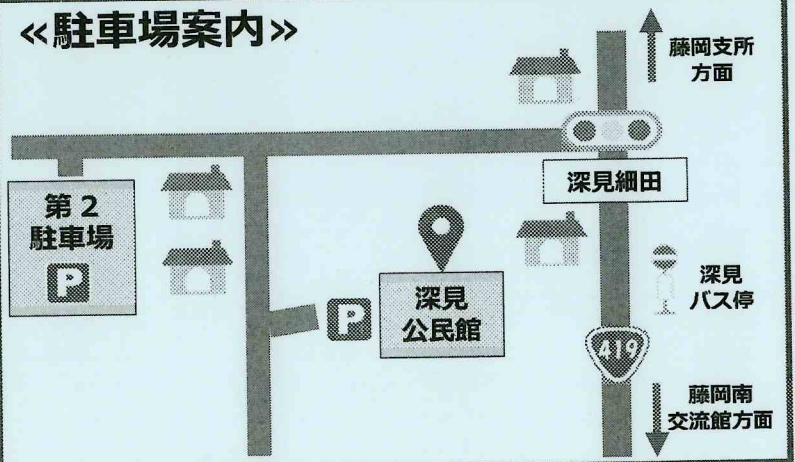 ≪駐車場案内≫
藤岡支所
方面
深見細田
第2
駐車場
P
P
深見
公民館
深見
バス停
419
藤岡南
交流館方面